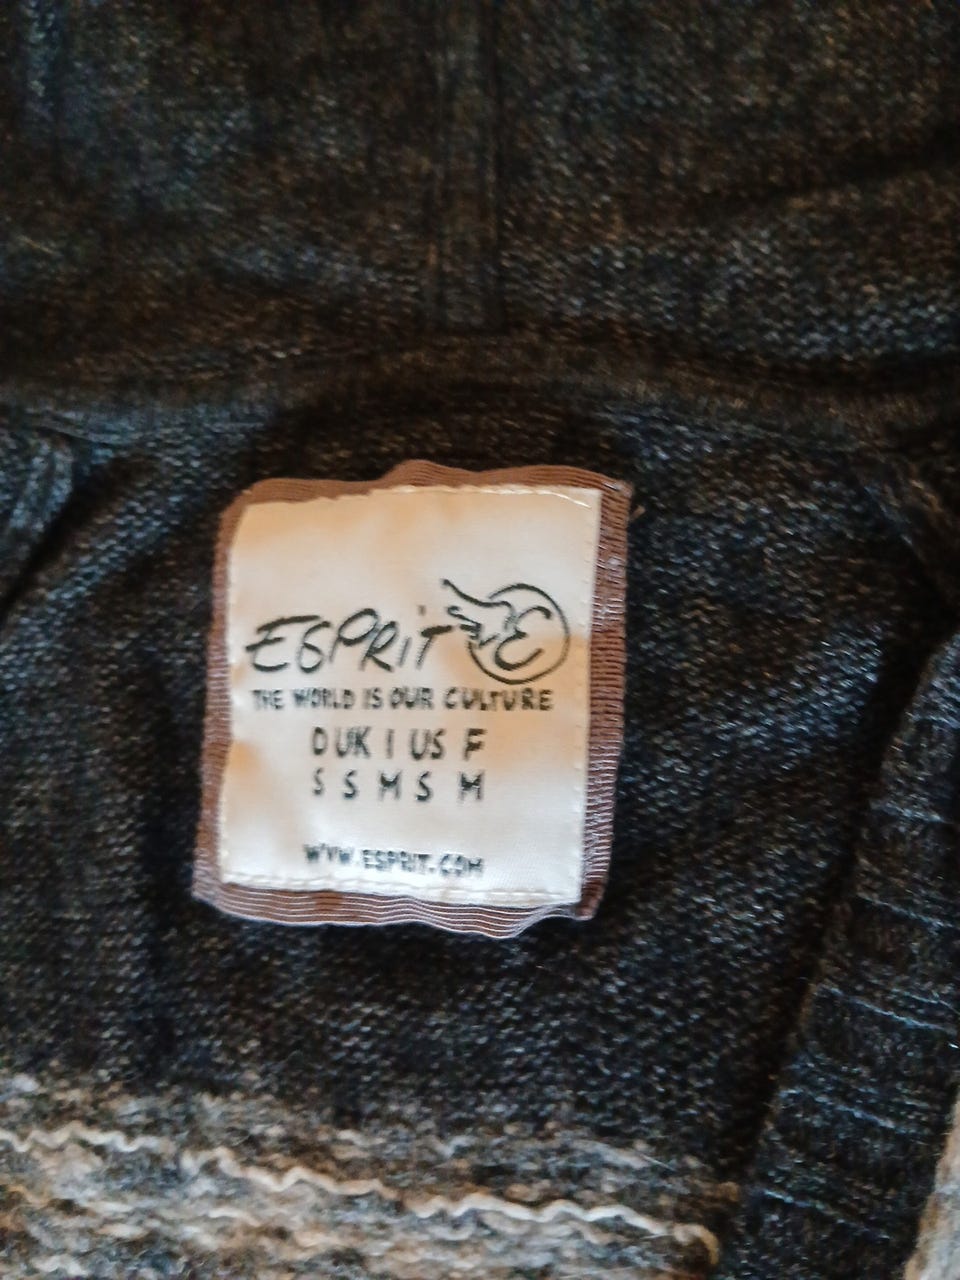 ESPRIT E
THE WORLD IS OUR CULTURE
D UK I US F
S S M S M
WWW.ESPRIT.COM